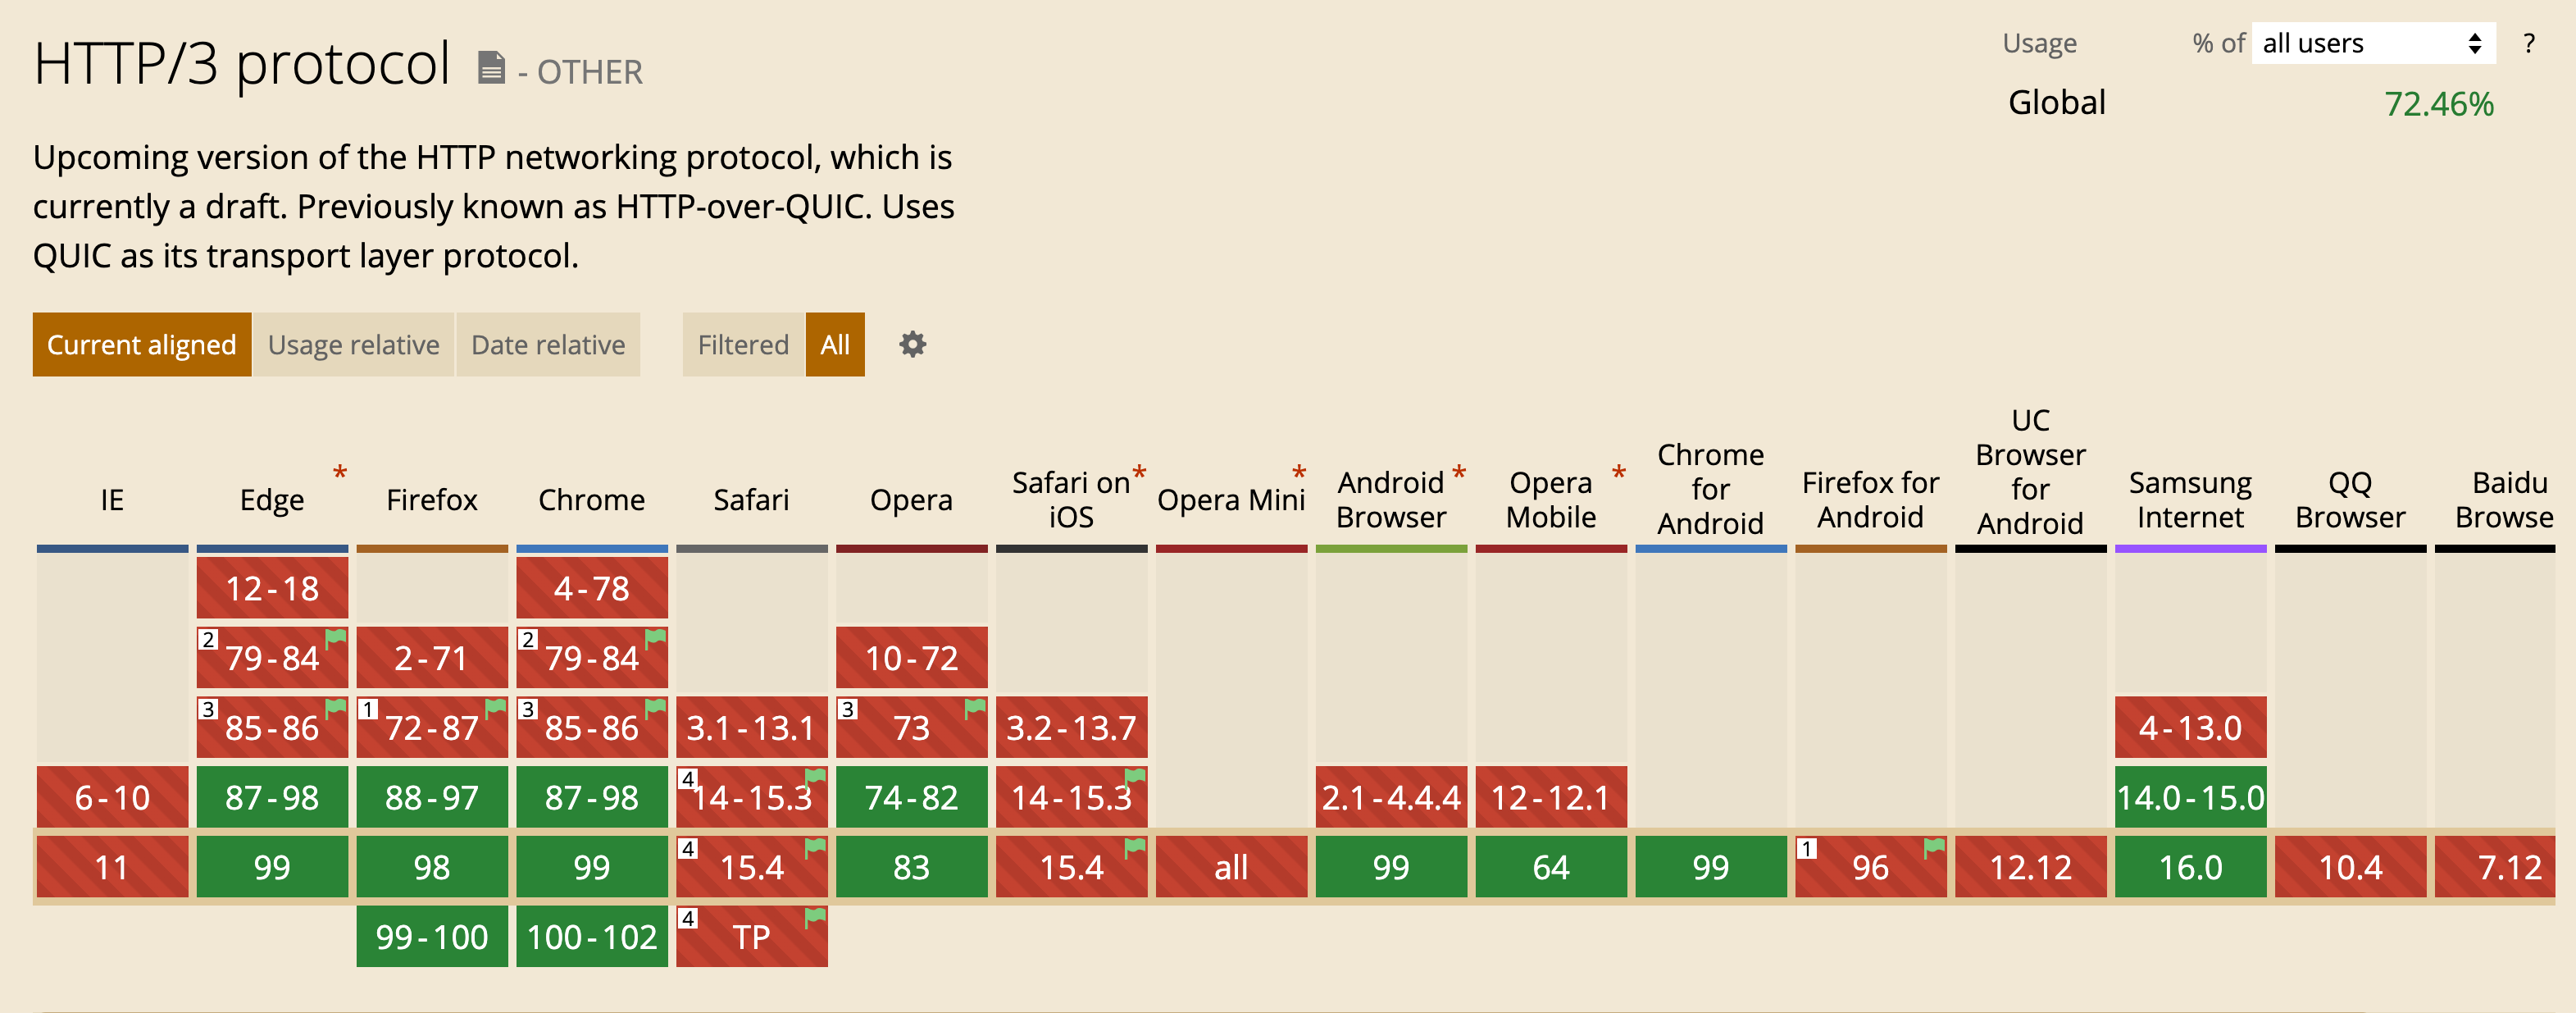 HTTP/3 protocol - OTHER
Usage % of all users ?
Global 72.46%
Upcoming version of the HTTP networking protocol, which is
currently a draft. Previously known as HTTP-over-QUIC. Uses
QUIC as its transport layer protocol.
Current aligned Usage relative Date relative Filtered All
IE Edge * Firefox Chrome Safari Opera Safari on iOS * Opera Mini * Android Browser * Opera Mobile * Chrome for Android Firefox for Android UC Browser for Android Samsung Internet QQ Browser Baidu Browse
12-18 4-78
2 79-84 2-71 2 79-84 10-72
3 85-86 1 72-87 3 85-86 3.1-13.1 3 73 3.2-13.7 4-13.0
6-10 87-98 88-97 87-98 4 14-15.3 74-82 14-15.3 2.1-4.4.4 12-12.1 14.0-15.0
11 99 98 99 4 15.4 83 15.4 all 99 64 99 1 96 12.12 16.0 10.4 7.12
99-100 100-102 4 TP